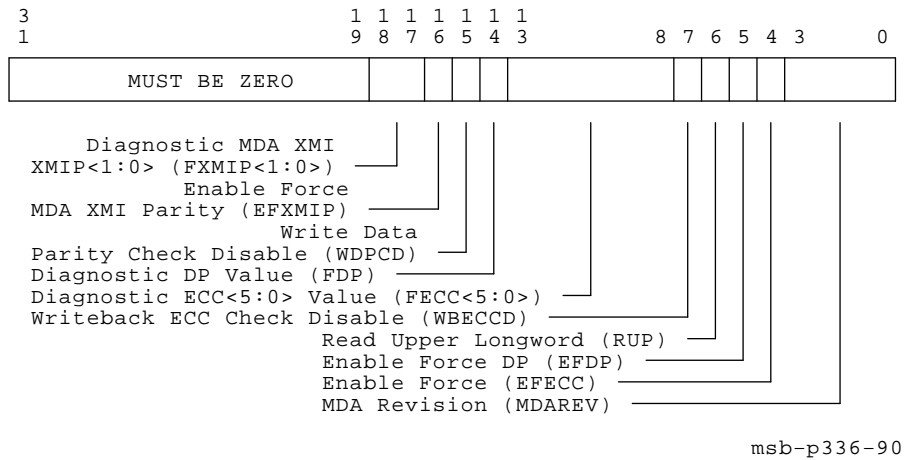 3 1 1 1 1 1 1 1
1 9 8 7 6 5 4 3 8 7 6 5 4 3 0
MUST BE ZERO
Diagnostic MDA XMI
XMIP<1:0> (FXMIP<1:0>)
Enable Force
MDA XMI Parity (EFXMIP)
Write Data
Parity Check Disable (WDPCD)
Diagnostic DP Value (FDP)
Diagnostic ECC<5:0> Value (FECC<5:0>)
Writeback ECC Check Disable (WBECCD)
Read Upper Longword (RUP)
Enable Force DP (EFDP)
Enable Force (EFECC)
MDA Revision (MDAREV)
msb-p336-90